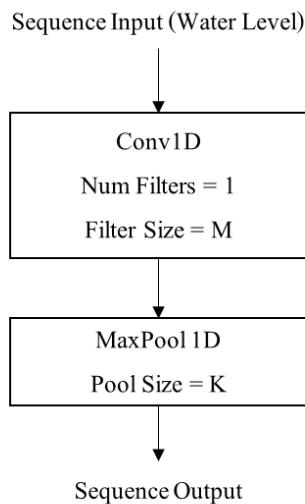 Sequence Input (Water Level)
Conv1D
Num Filters = 1
Filter Size = M
MaxPool 1D
Pool Size = K
Sequence Output